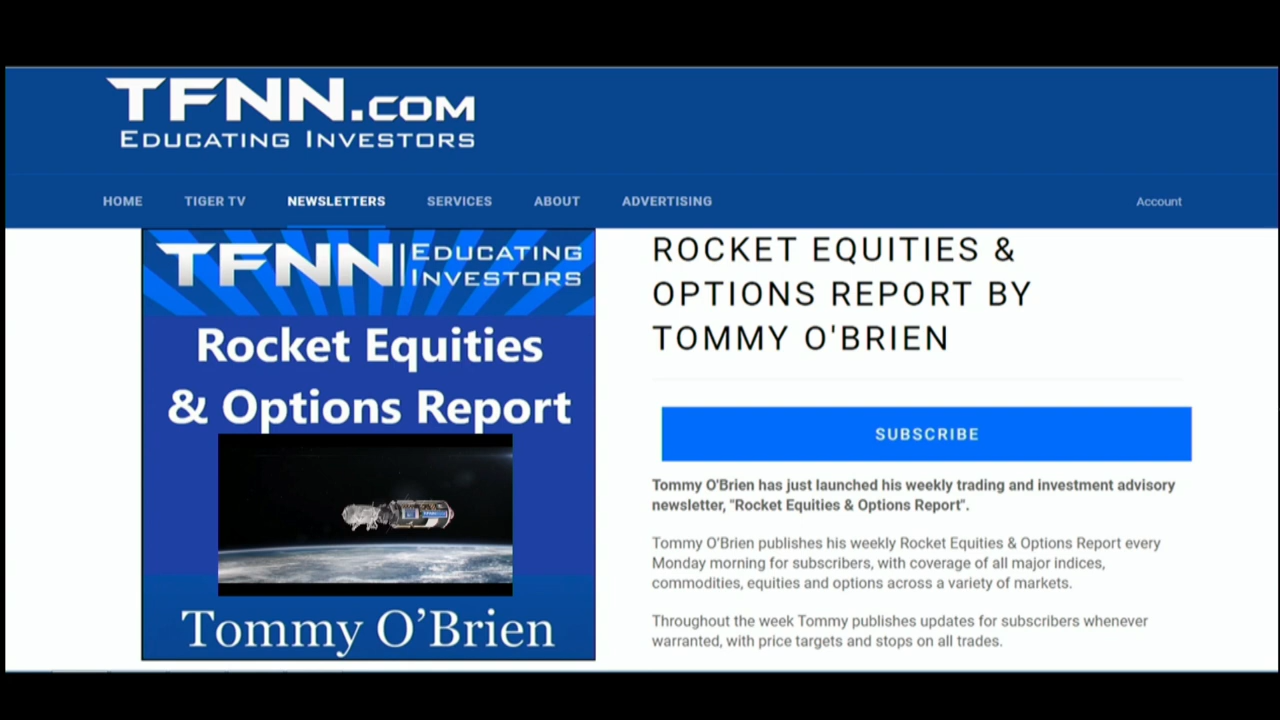 TFNN.COM
EDUCATING INVESTORS
HOME TIGER TV NEWSLETTERS SERVICES ABOUT ADVERTISING Account
TFNN EDUCATING
INVESTORS
Rocket Equities
& Options Report
TFNN
Tommy O’Brien
ROCKET EQUITIES &
OPTIONS REPORT BY
TOMMY O'BRIEN
SUBSCRIBE
Tommy O'Brien has just launched his weekly trading and investment advisory
newsletter, "Rocket Equities & Options Report".
Tommy O'Brien publishes his weekly Rocket Equities & Options Report every
Monday morning for subscribers, with coverage of all major indices,
commodities, equities and options across a variety of markets.
Throughout the week Tommy publishes updates for subscribers whenever
warranted, with price targets and stops on all trades.